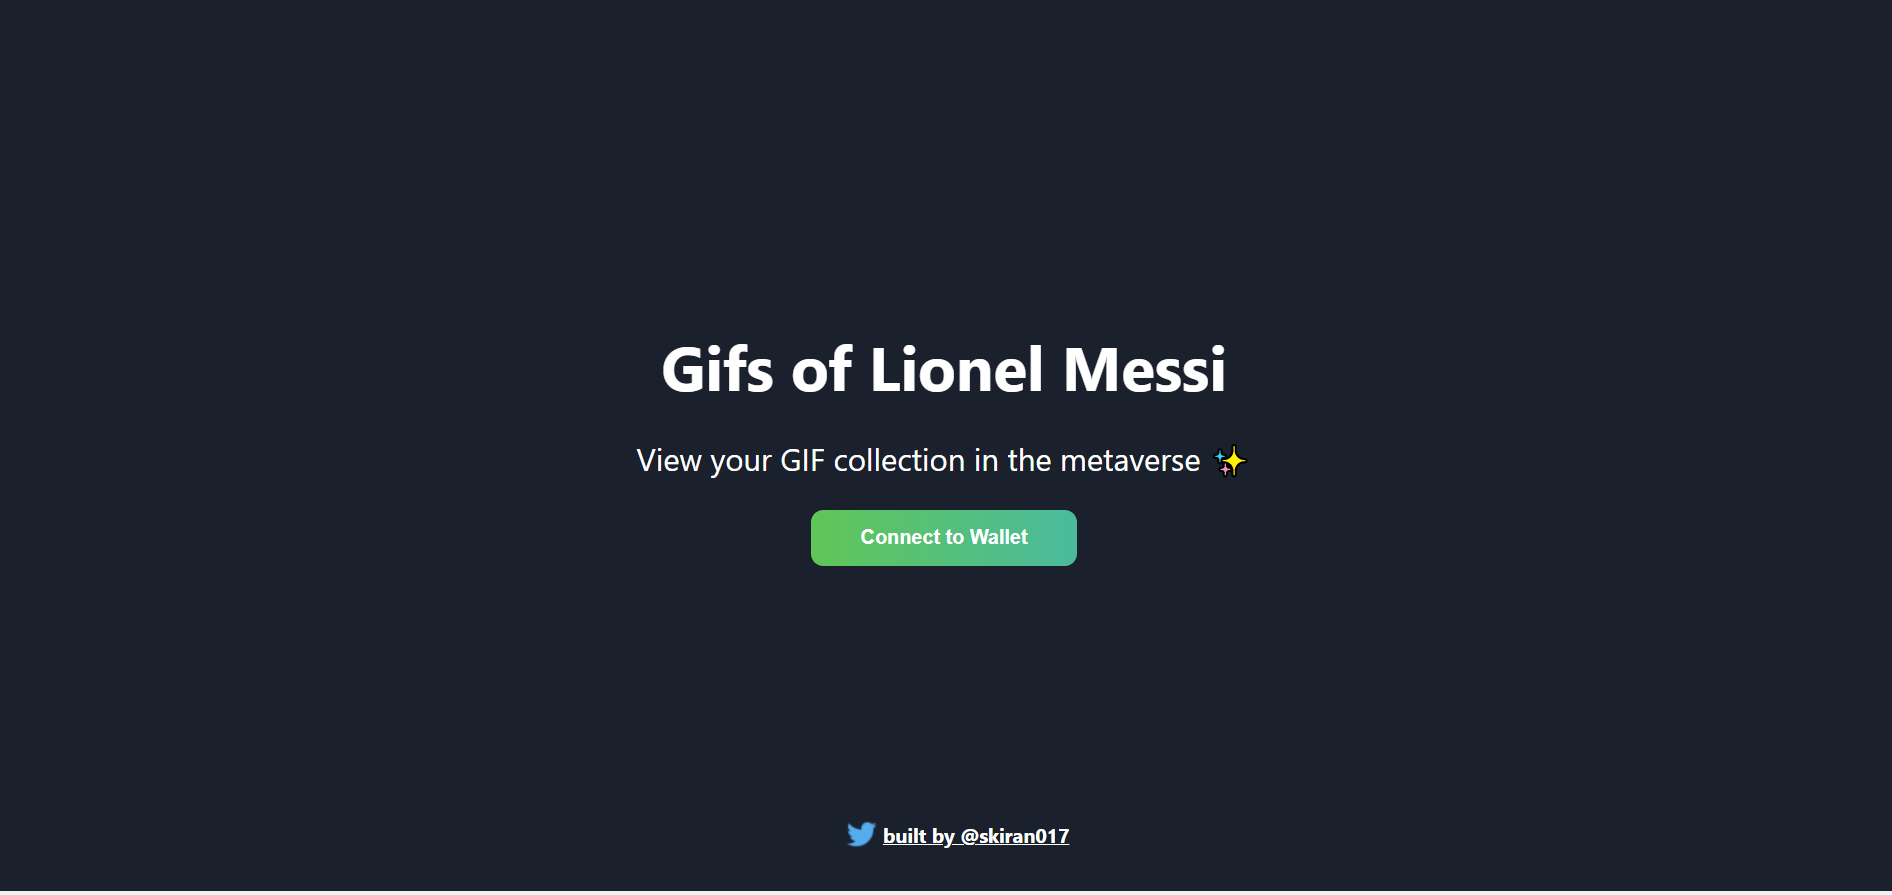 Gifs of Lionel Messi
View your GIF collection in the metaverse ✨
Connect to Wallet
built by @skiran017